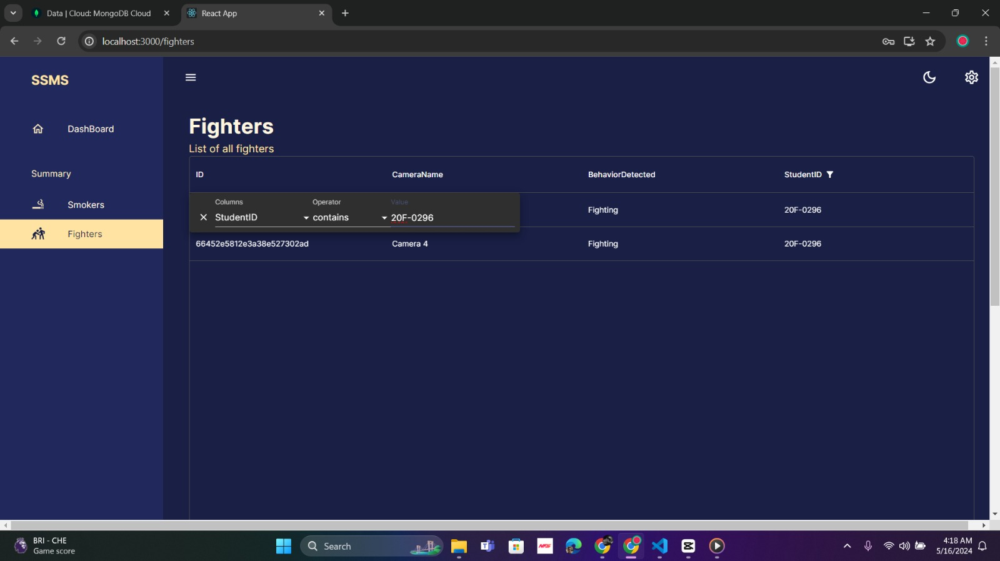 Data | Cloud: MongoDB Cloud
React App
localhost:3000/fighters
SSMS
DashBoard
Summary
Smokers
Fighters
Fighters
List of all fighters
ID CameraName BehaviorDetected StudentID
Columns Operator Value
StudentID contains 20F-0296
Fighting 20F-0296
66452e5812e3a38e527302ad Camera 4 Fighting 20F-0296
BRI - CHE
Game score
Search
NFS
4:18 AM
5/16/2024